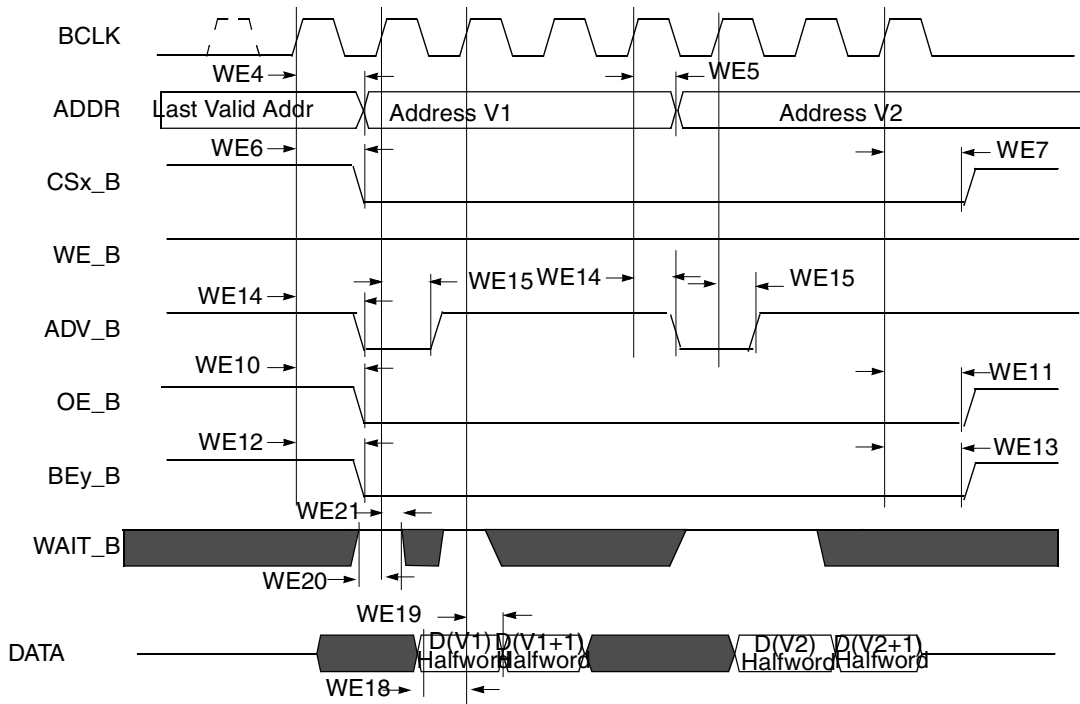 BCLK
WE4
WE5
ADDR
Last Valid Addr
Address V1
Address V2
WE6
WE7
CSx_B
WE_B
WE14
WE15
WE14
WE15
ADV_B
WE10
WE11
OE_B
WE12
WE13
BEy_B
WE21
WAIT_B
WE20
WE19
DATA
D(V1)
Halfword
D(V1+1)
Halfword
D(V2)
Halfword
D(V2+1)
Halfword
WE18